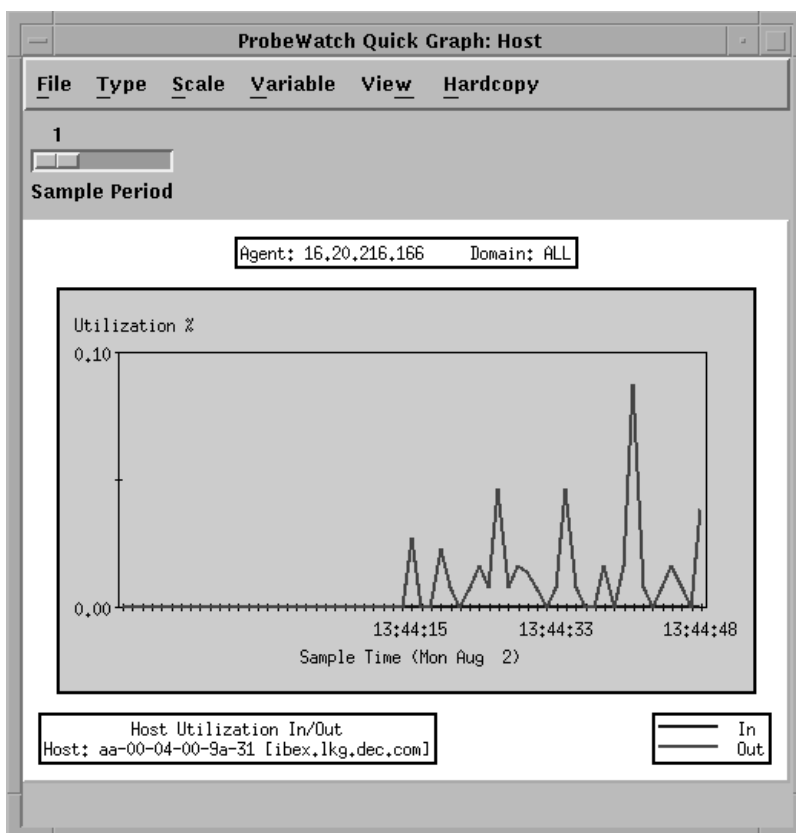 ProbeWatch Quick Graph: Host
File Type Scale Variable View Hardcopy
1
Sample Period
Agent: 16.20.216.166 Domain: ALL
Utilization %
0.10
0.00
13:44:15 13:44:33 13:44:48
Sample Time (Mon Aug 2)
Host Utilization In/Out
Host: aa-00-04-00-9a-31 [ibex.lkg.dec.com]
In
Out